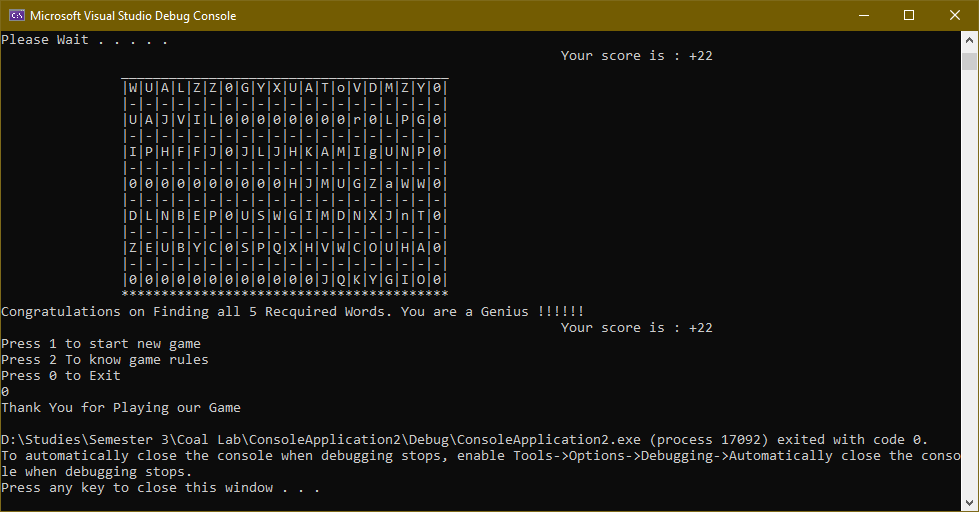 Microsoft Visual Studio Debug Console
Please Wait . . . . .
Your score is : +22
_________________________________________
|W|U|A|L|Z|Z|0|G|Y|X|U|A|T|o|V|D|M|Z|Y|0|
|-|-|-|-|-|-|-|-|-|-|-|-|-|-|-|-|-|-|-|-|
|U|A|J|V|I|L|0|0|0|0|0|0|0|0|r|0|L|P|G|0|
|-|-|-|-|-|-|-|-|-|-|-|-|-|-|-|-|-|-|-|-|
|I|P|H|F|F|J|0|J|L|J|H|K|A|M|I|g|U|N|P|0|
|-|-|-|-|-|-|-|-|-|-|-|-|-|-|-|-|-|-|-|-|
|0|0|0|0|0|0|0|0|0|0|H|J|M|U|G|Z|a|W|W|0|
|-|-|-|-|-|-|-|-|-|-|-|-|-|-|-|-|-|-|-|-|
|D|L|N|B|E|P|0|U|S|W|G|I|M|D|N|X|J|n|T|0|
|-|-|-|-|-|-|-|-|-|-|-|-|-|-|-|-|-|-|-|-|
|Z|E|U|B|Y|C|0|S|P|Q|X|H|V|W|C|O|U|H|A|0|
|-|-|-|-|-|-|-|-|-|-|-|-|-|-|-|-|-|-|-|-|
|0|0|0|0|0|0|0|0|0|0|0|0|J|Q|K|Y|G|I|O|0|
*****************************************
Congratulations on Finding all 5 Recquired Words. You are a Genius !!!!!!
Your score is : +22
Press 1 to start new game
Press 2 To know game rules
Press 0 to Exit
0
Thank You for Playing our Game
D:\Studies\Semester 3\Coal Lab\ConsoleApplication2\Debug\ConsoleApplication2.exe (process 17092) exited with code 0.
To automatically close the console when debugging stops, enable Tools->Options->Debugging->Automatically close the conso
le when debugging stops.
Press any key to close this window . . .